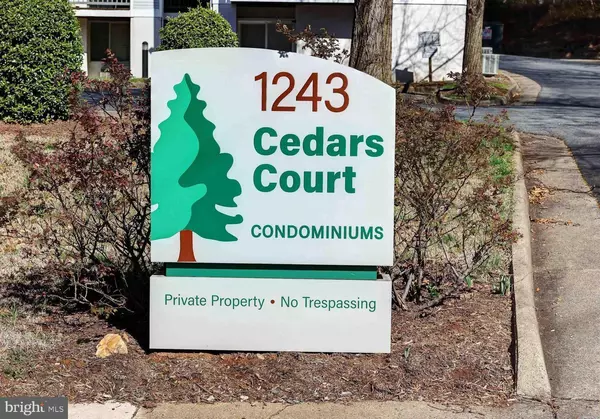 1243
Cedars
Court
CONDOMINIUMS
Private Property • No Trespassing
bright MLS